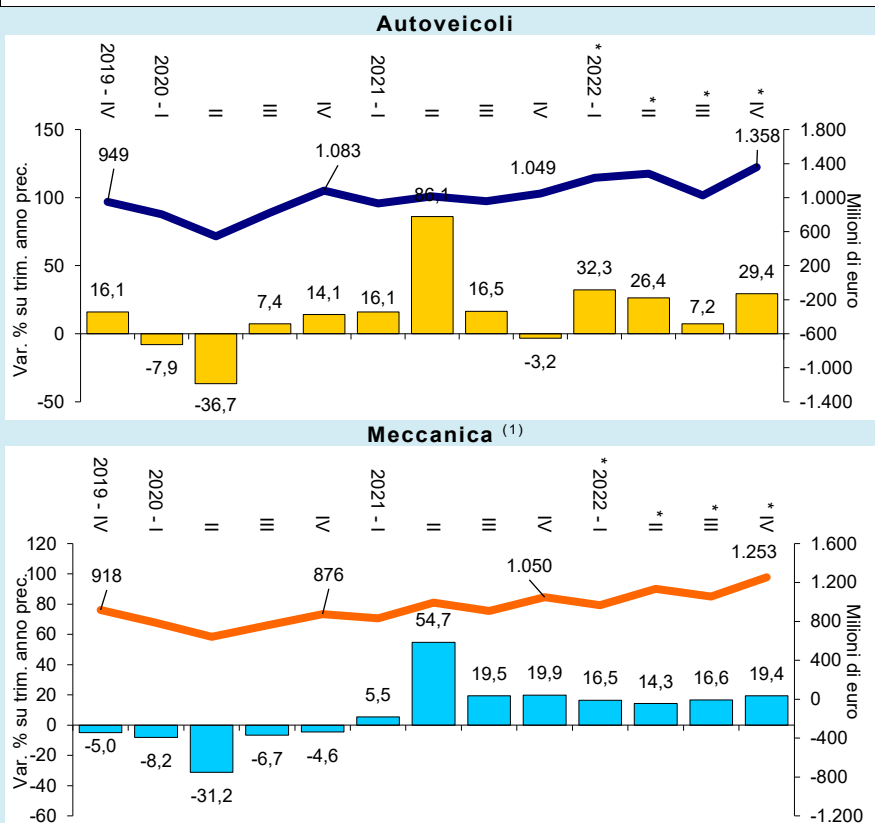 Autoveicoli
2019 - IV
2020 - I
II
III
IV
2021 - I
II
III
IV
* 2022 - I
* II
* III
* IV
Var. % su trim. anno prec.
150
100
50
0
-50
1.800
1.400
1.000
600
200
-200
-600
-1.000
-1.400
Milioni di euro
949
1.083
1.049
1.358
16,1
-7,9
-36,7
7,4
14,1
16,1
86,1
16,5
-3,2
32,3
26,4
7,2
29,4
Meccanica (1)
2019 - IV
2020 - I
II
III
IV
2021 - I
II
III
IV
* 2022 - I
* II
* III
* IV
Var. % su trim. anno prec.
120
100
80
60
40
20
0
-20
-40
-60
1.600
1.200
800
400
0
-400
-800
-1.200
Milioni di euro
918
876
1.050
1.253
-5,0
-8,2
-31,2
-6,7
-4,6
5,5
54,7
19,5
19,9
16,5
14,3
16,6
19,4